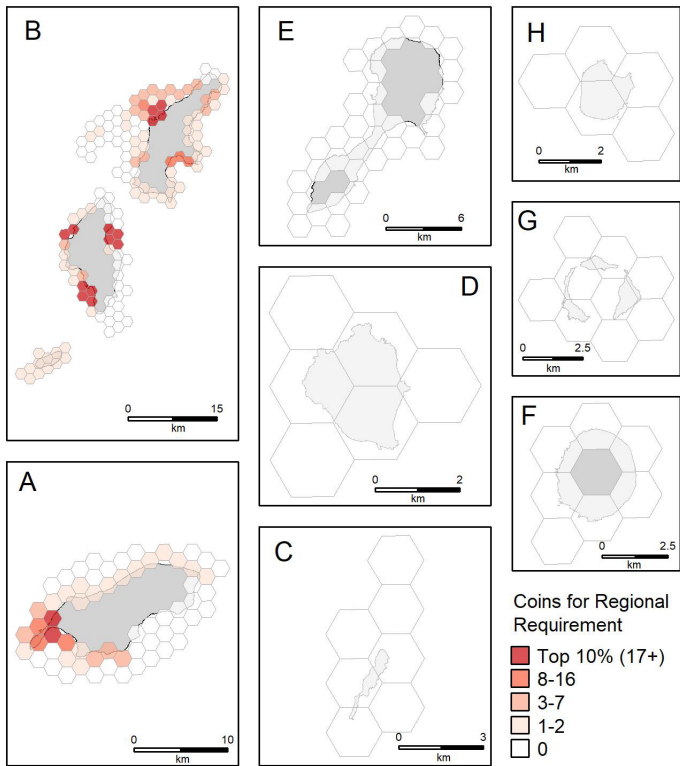 B
0
15
km
A
0
10
km
E
0
6
km
D
0
2
km
C
0
3
km
H
0
2
km
G
0
2.5
km
F
0
2.5
km
Coins for Regional
Requirement
Top 10% (17+)
8-16
3-7
1-2
0